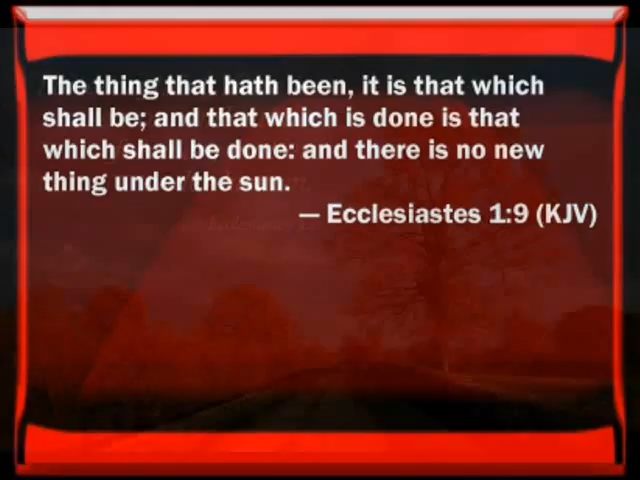 The thing that hath been, it is that which
shall be; and that which is done is that
which shall be done: and there is no new
thing under the sun.
— Ecclesiastes 1:9 (KJV)